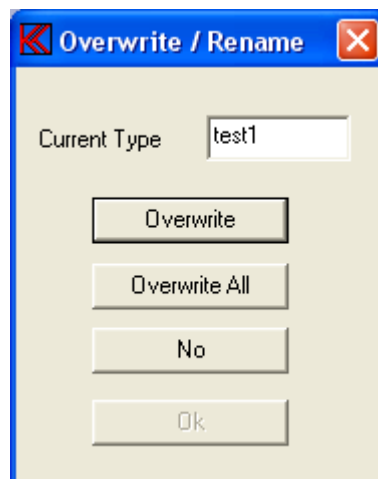 Overwrite / Rename
Current Type test1
Overwrite
Overwrite All
No
Ok